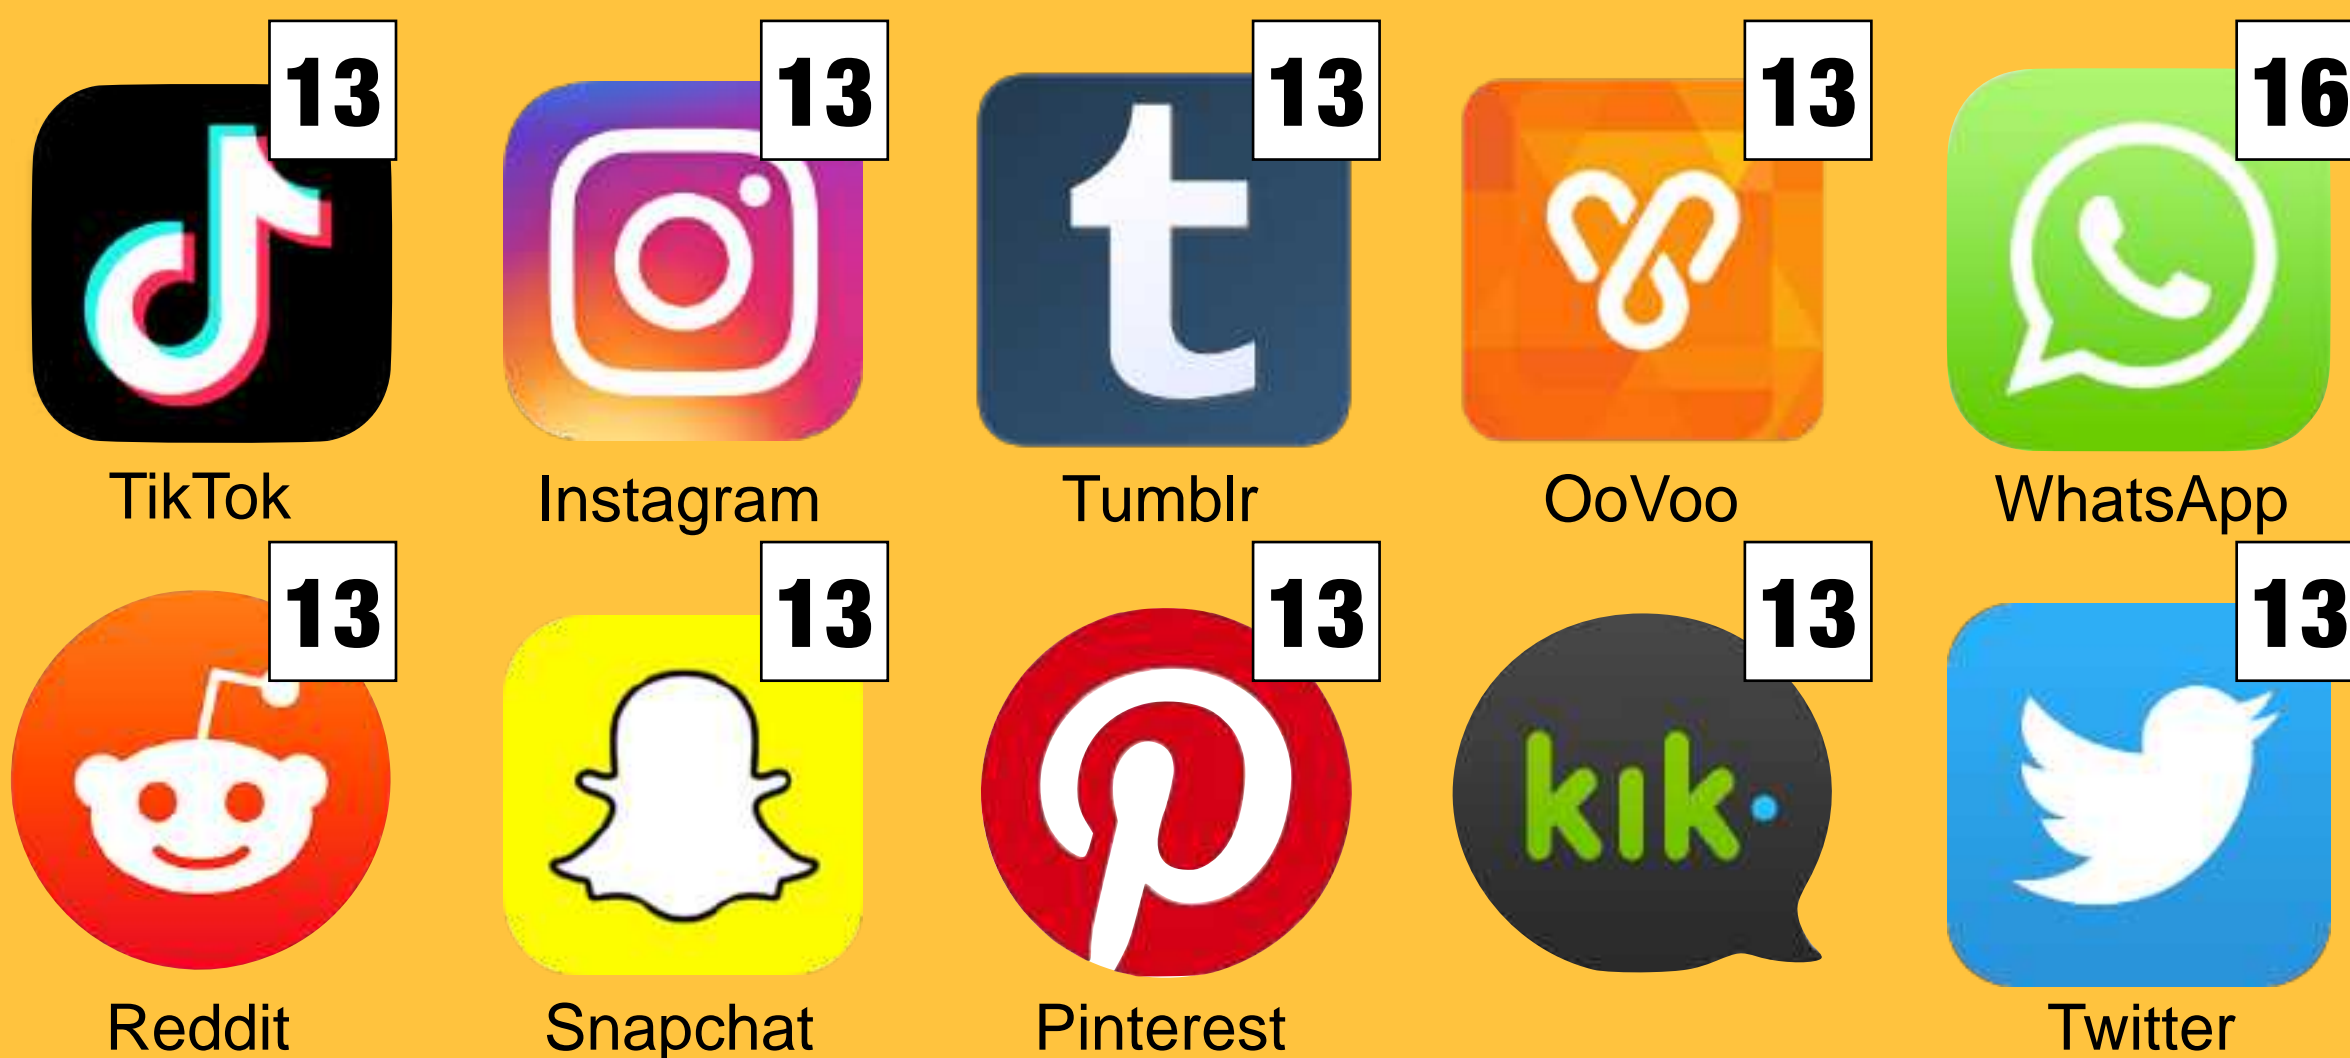 13 13 13 13 16
TikTok Instagram Tumblr OoVoo WhatsApp
13 13 13 13 13
kik
Reddit Snapchat Pinterest Twitter